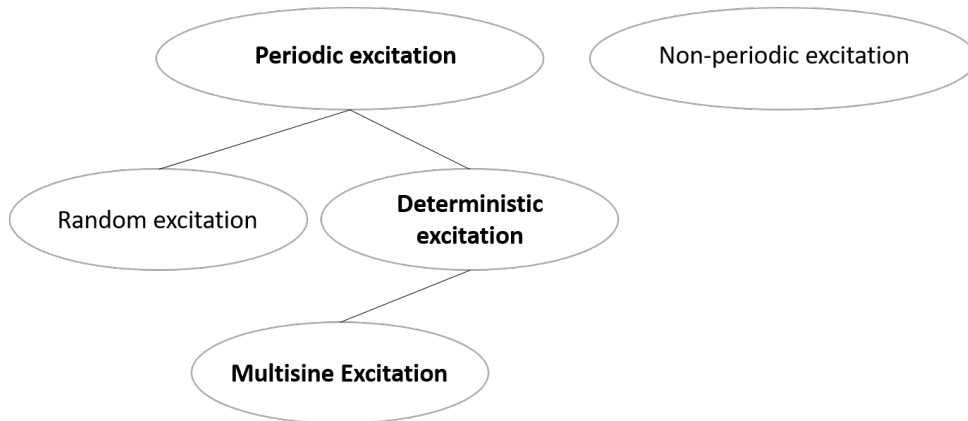 Periodic excitation
Non-periodic excitation
Random excitation
Deterministic
excitation
Multisine Excitation